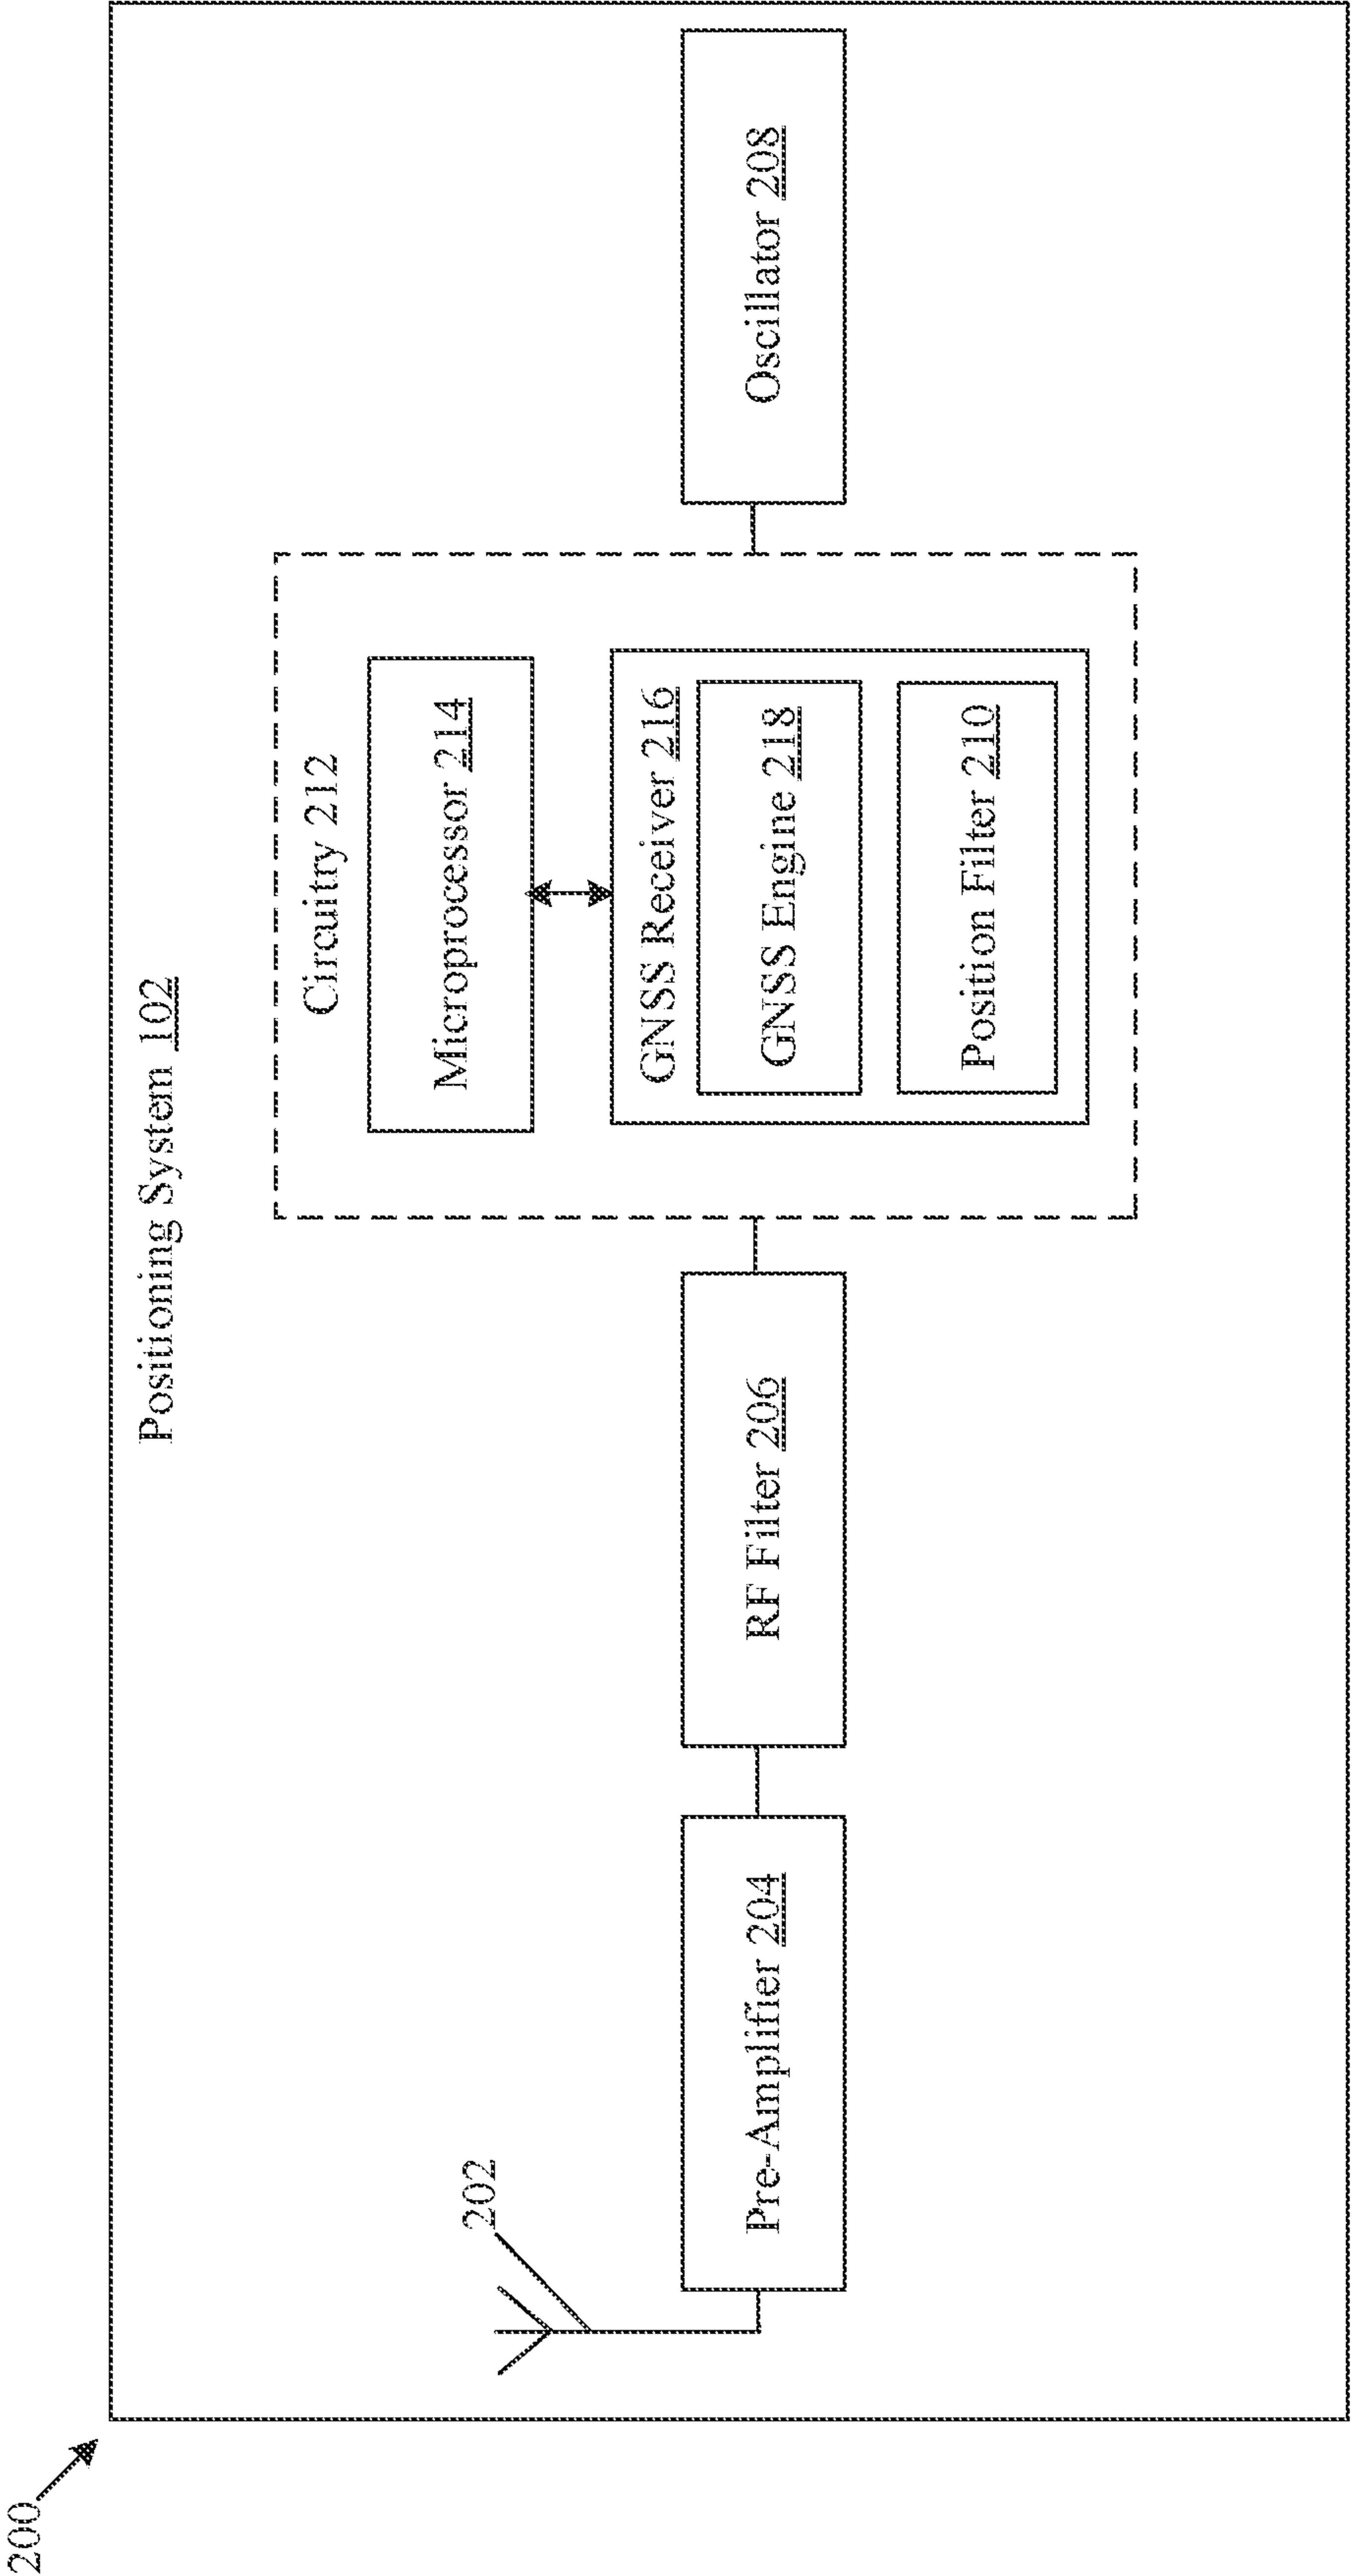 200
Positioning System 102
202
Pre-Amplifier 204
RF Filter 206
Circuitry 212
Microprocessor 214
GNSS Receiver 216
GNSS Engine 218
Position Filter 210
Oscillator 208